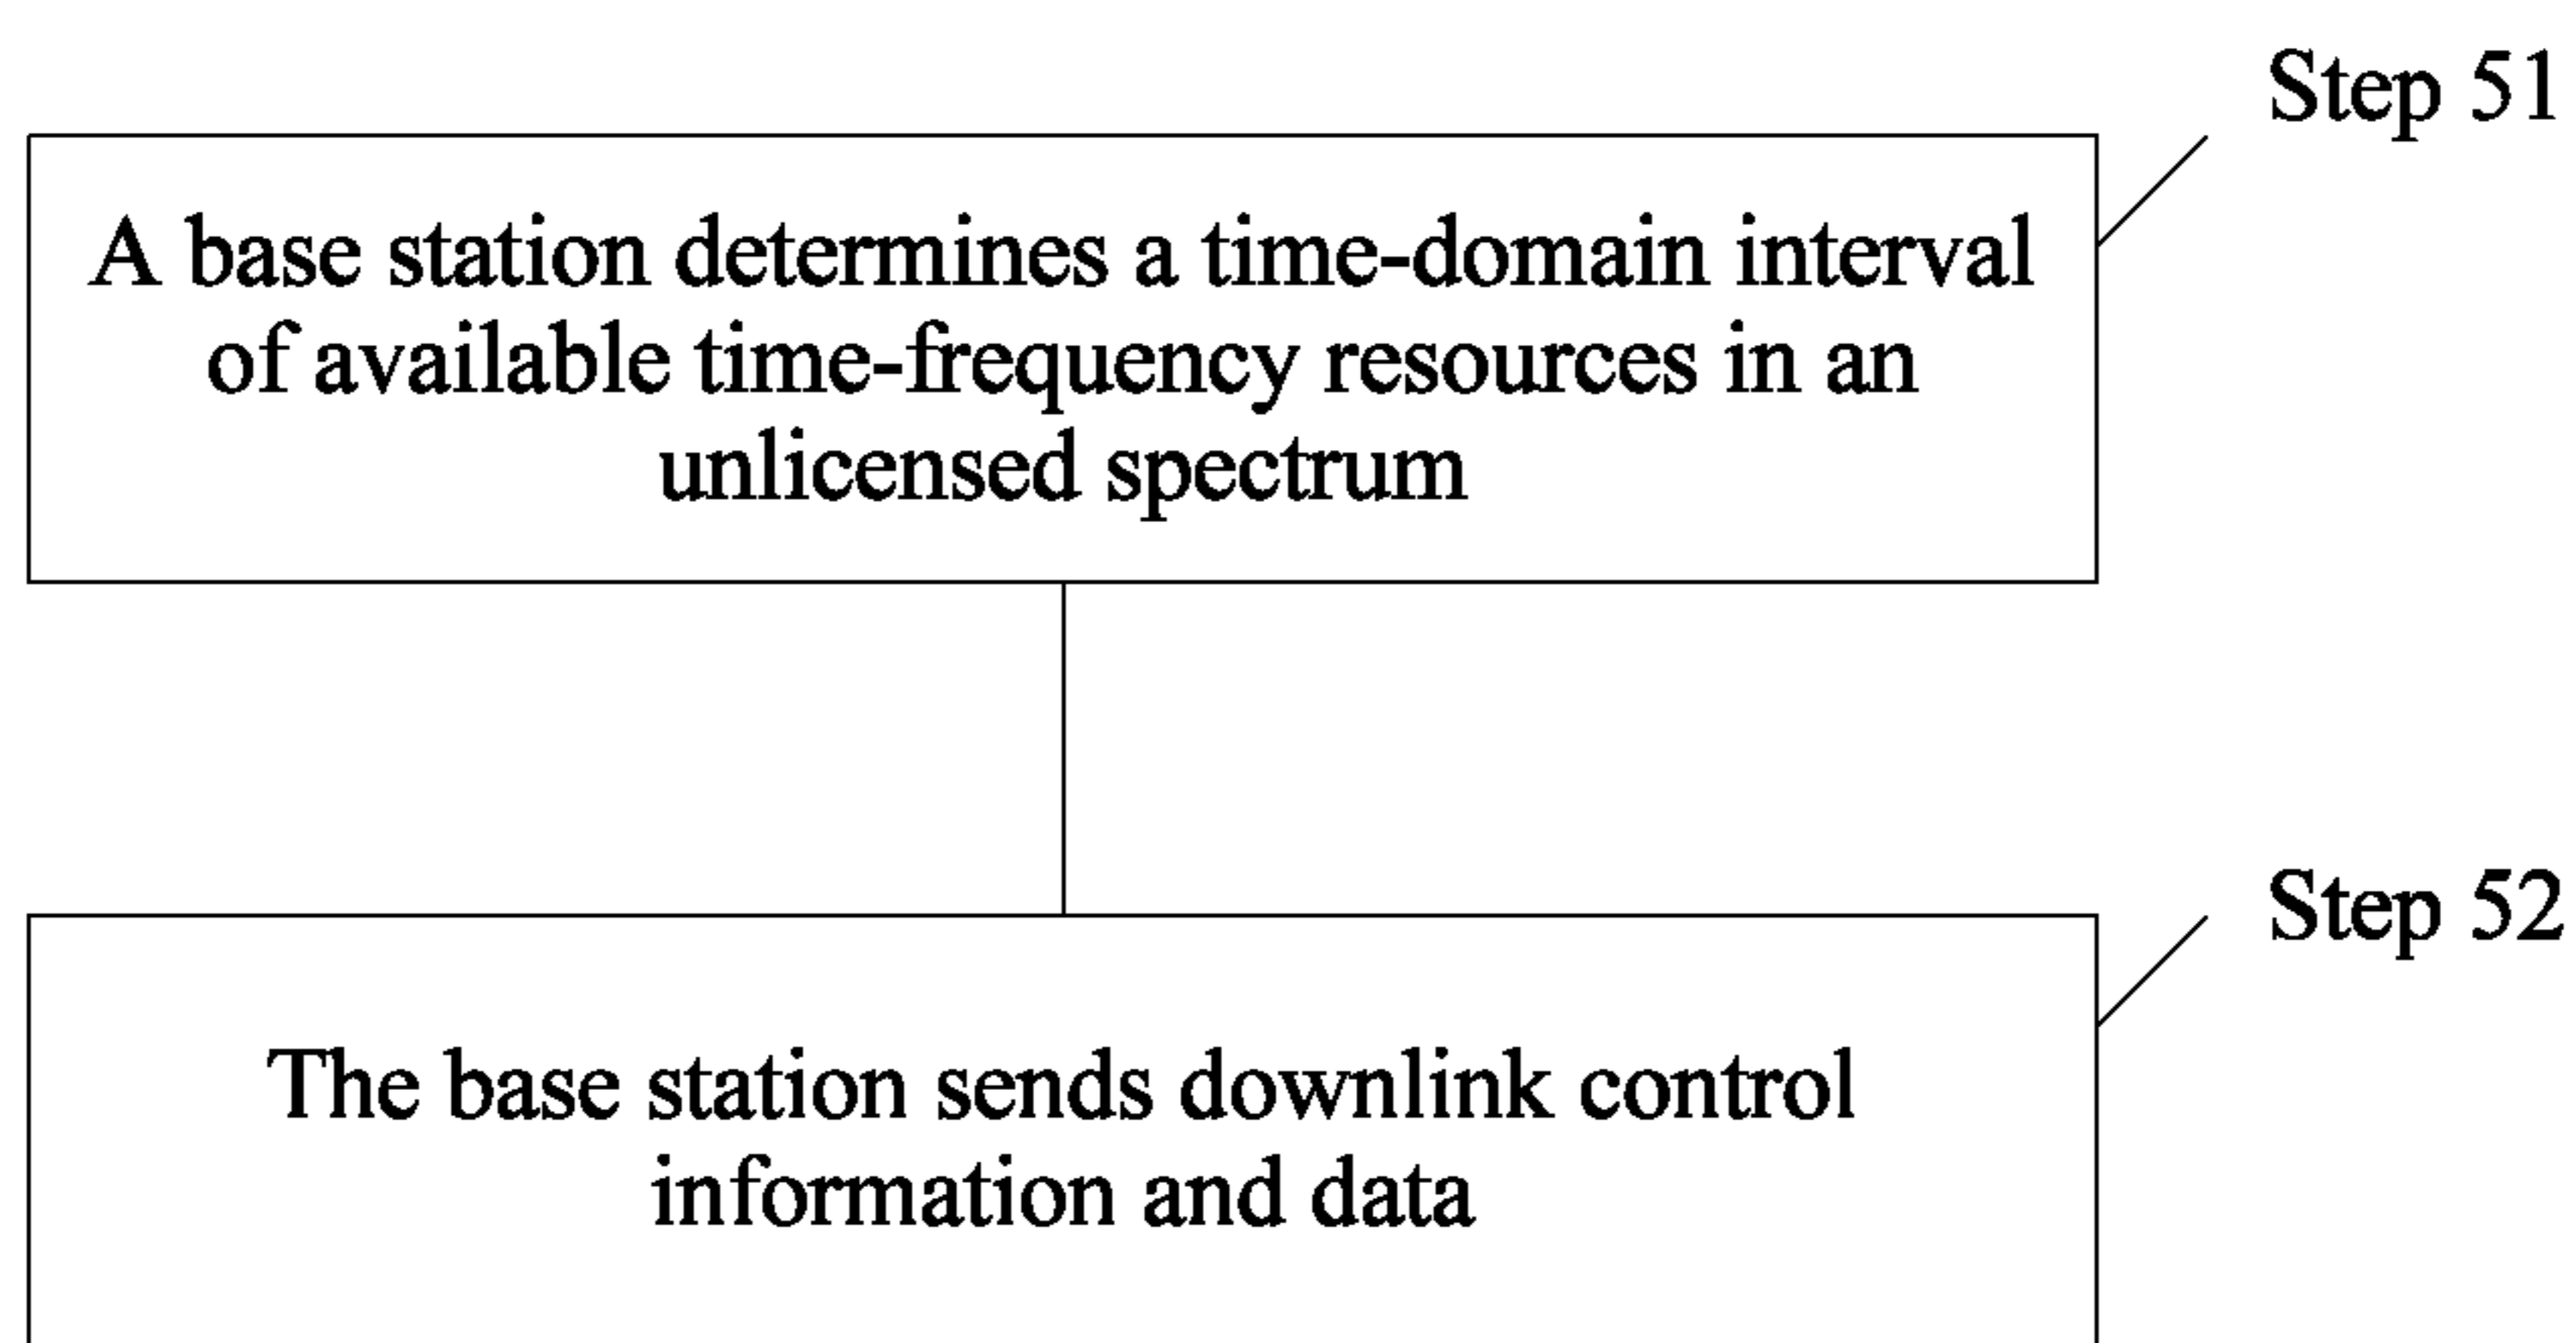 Step 51
A base station determines a time-domain interval
of available time-frequency resources in an
unlicensed spectrum
Step 52
The base station sends downlink control
information and data